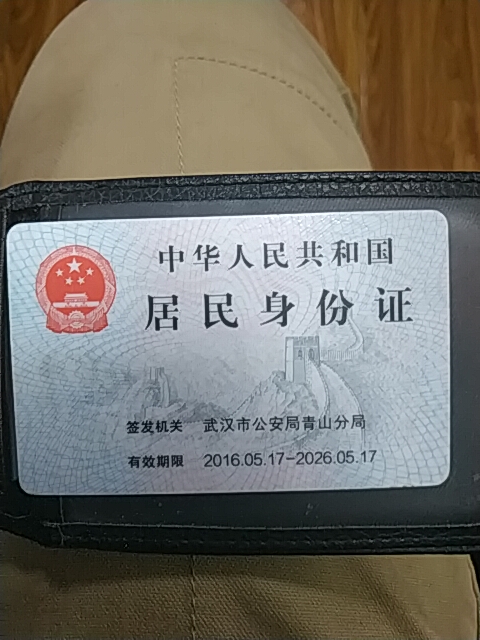 中华人民共和国
居民身份证
签发机关 武汉市公安局青山分局
有效期限 2016.05.17-2026.05.17